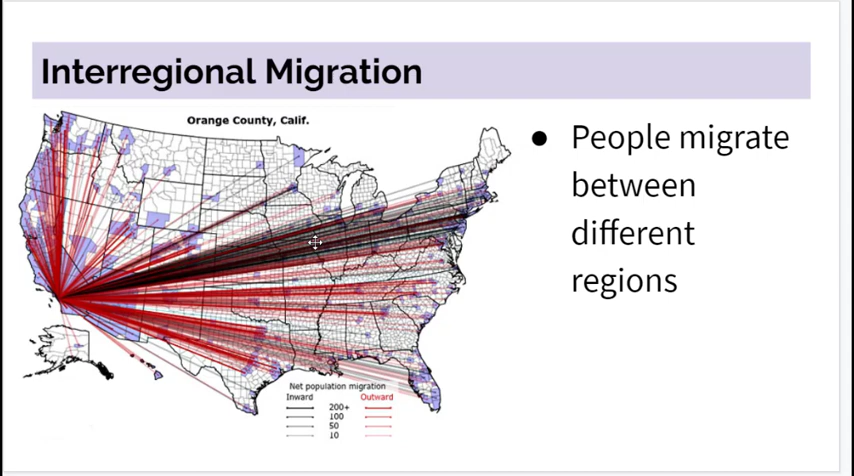 Interregional Migration
Orange County, Calif.
● People migrate
between
different
regions
Net population migration
Inward Outward
200+
100
50
10